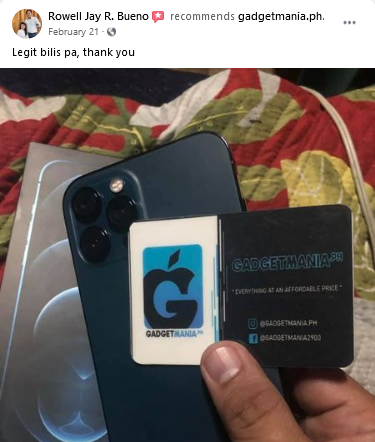 Rowell Jay R. Bueno recommends gadgetmania.ph.
February 21 ·
Legit bilis pa, thank you
GADGETMANIA.PH
GADGETMANIA PH
" EVERYTHING AT AN AFFORDABLE PRICE "
@GADGETMANIA.PH
@GADGETMANIA2900